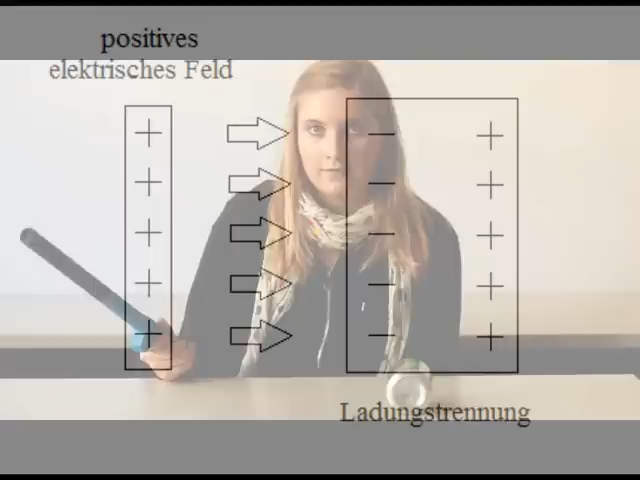 positives
elektrisches Feld
+ − +
+ − +
+ − +
+ − +
+ − +
Ladungstrennung